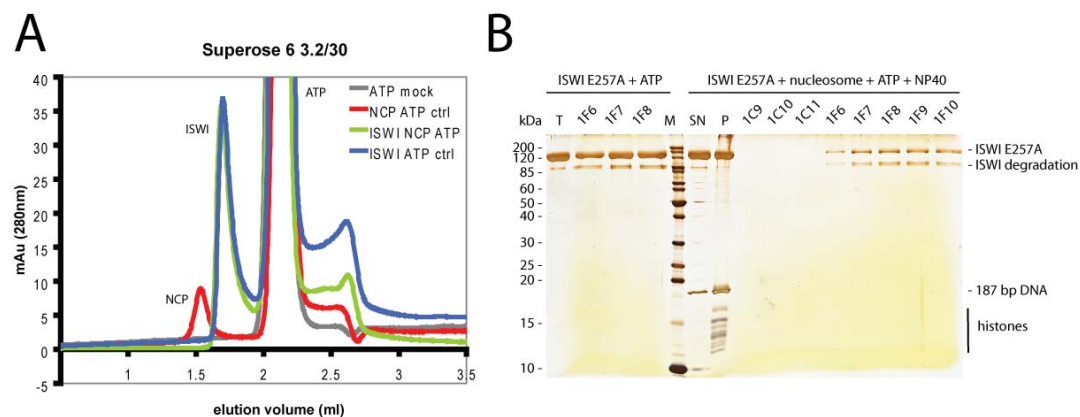 A
Superose 6 3.2/30
mAu (280nm)
40
35
30
25
20
15
10
5
0
-5
1
1.5
2
2.5
3
3.5
elution volume (ml)
ISWI
NCP
ATP
ATP mock
NCP ATP ctrl
ISWI NCP ATP
ISWI ATP ctrl
B
ISWI E257A + ATP
ISWI E257A + nucleosome + ATP + NP40
kDa T 1F6 1F7 1F8 M SN P 1C9 1C10 1C11 1F6 1F7 1F8 1F9 1F10
200 -
120 -
85 -
60 -
50 -
40 -
30 -
25 -
20 -
15 -
10 -
- ISWI E257A
- ISWI degradation
- 187 bp DNA
histones